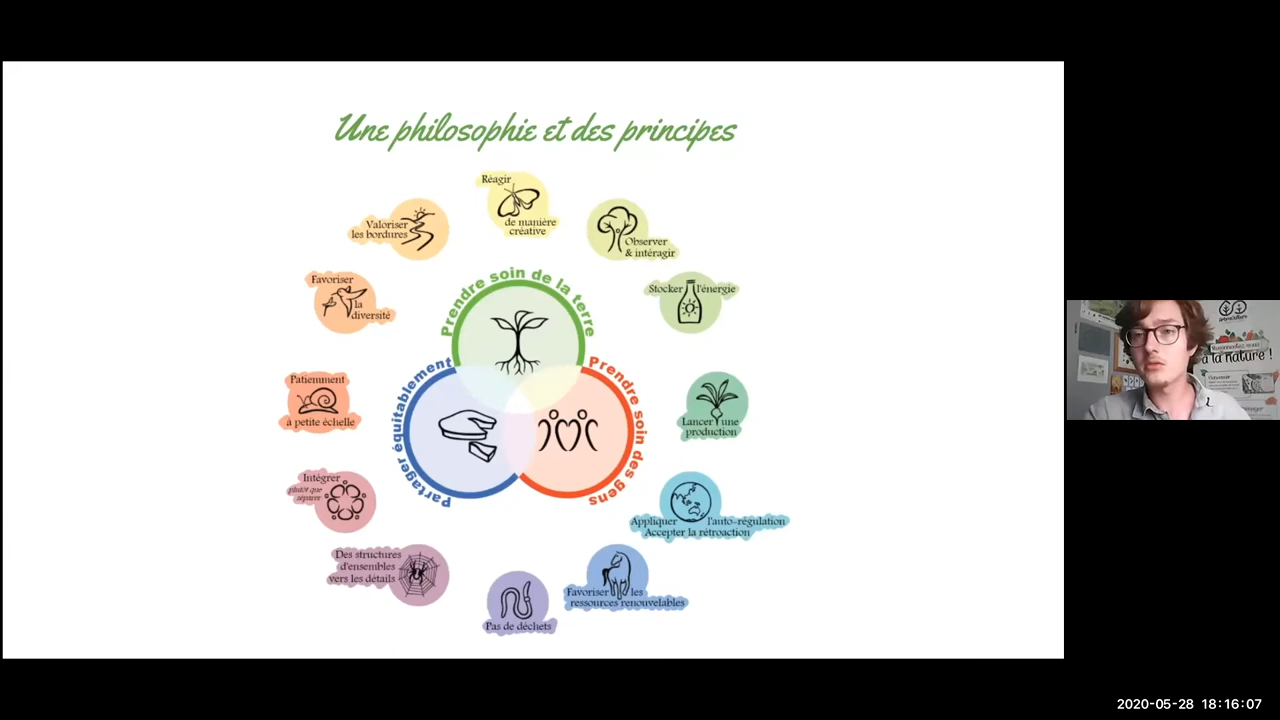 Une philosophie et des principes
Réagir
de manière
créative
Valoriser
les bordures
Observer
& intéragir
Favoriser
la
diversité
Stocker l'énergie
Prendre soin de la terre
Partager équitablement
Prendre soin des gens
Patiemment
à petite échelle
Lancer une
production
Intégrer
plutôt que
séparer
Appliquer l'auto-régulation
Accepter la rétroaction
Des structures
d'ensembles
vers les détails
Favoriser les
ressources renouvelables
Pas de déchets
à la nature !
2020-05-28 18:16:07